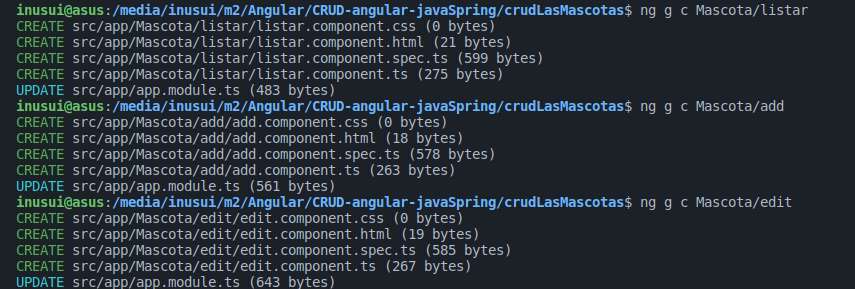 inusui@asus:/media/inusui/m2/Angular/CRUD-angular-javaSpring/crudLasMascotas$ ng g c Mascota/listar
CREATE src/app/Mascota/listar/listar.component.css (0 bytes)
CREATE src/app/Mascota/listar/listar.component.html (21 bytes)
CREATE src/app/Mascota/listar/listar.component.spec.ts (599 bytes)
CREATE src/app/Mascota/listar/listar.component.ts (275 bytes)
UPDATE src/app/app.module.ts (483 bytes)
inusui@asus:/media/inusui/m2/Angular/CRUD-angular-javaSpring/crudLasMascotas$ ng g c Mascota/add
CREATE src/app/Mascota/add/add.component.css (0 bytes)
CREATE src/app/Mascota/add/add.component.html (18 bytes)
CREATE src/app/Mascota/add/add.component.spec.ts (578 bytes)
CREATE src/app/Mascota/add/add.component.ts (263 bytes)
UPDATE src/app/app.module.ts (561 bytes)
inusui@asus:/media/inusui/m2/Angular/CRUD-angular-javaSpring/crudLasMascotas$ ng g c Mascota/edit
CREATE src/app/Mascota/edit/edit.component.css (0 bytes)
CREATE src/app/Mascota/edit/edit.component.html (19 bytes)
CREATE src/app/Mascota/edit/edit.component.spec.ts (585 bytes)
CREATE src/app/Mascota/edit/edit.component.ts (267 bytes)
UPDATE src/app/app.module.ts (643 bytes)